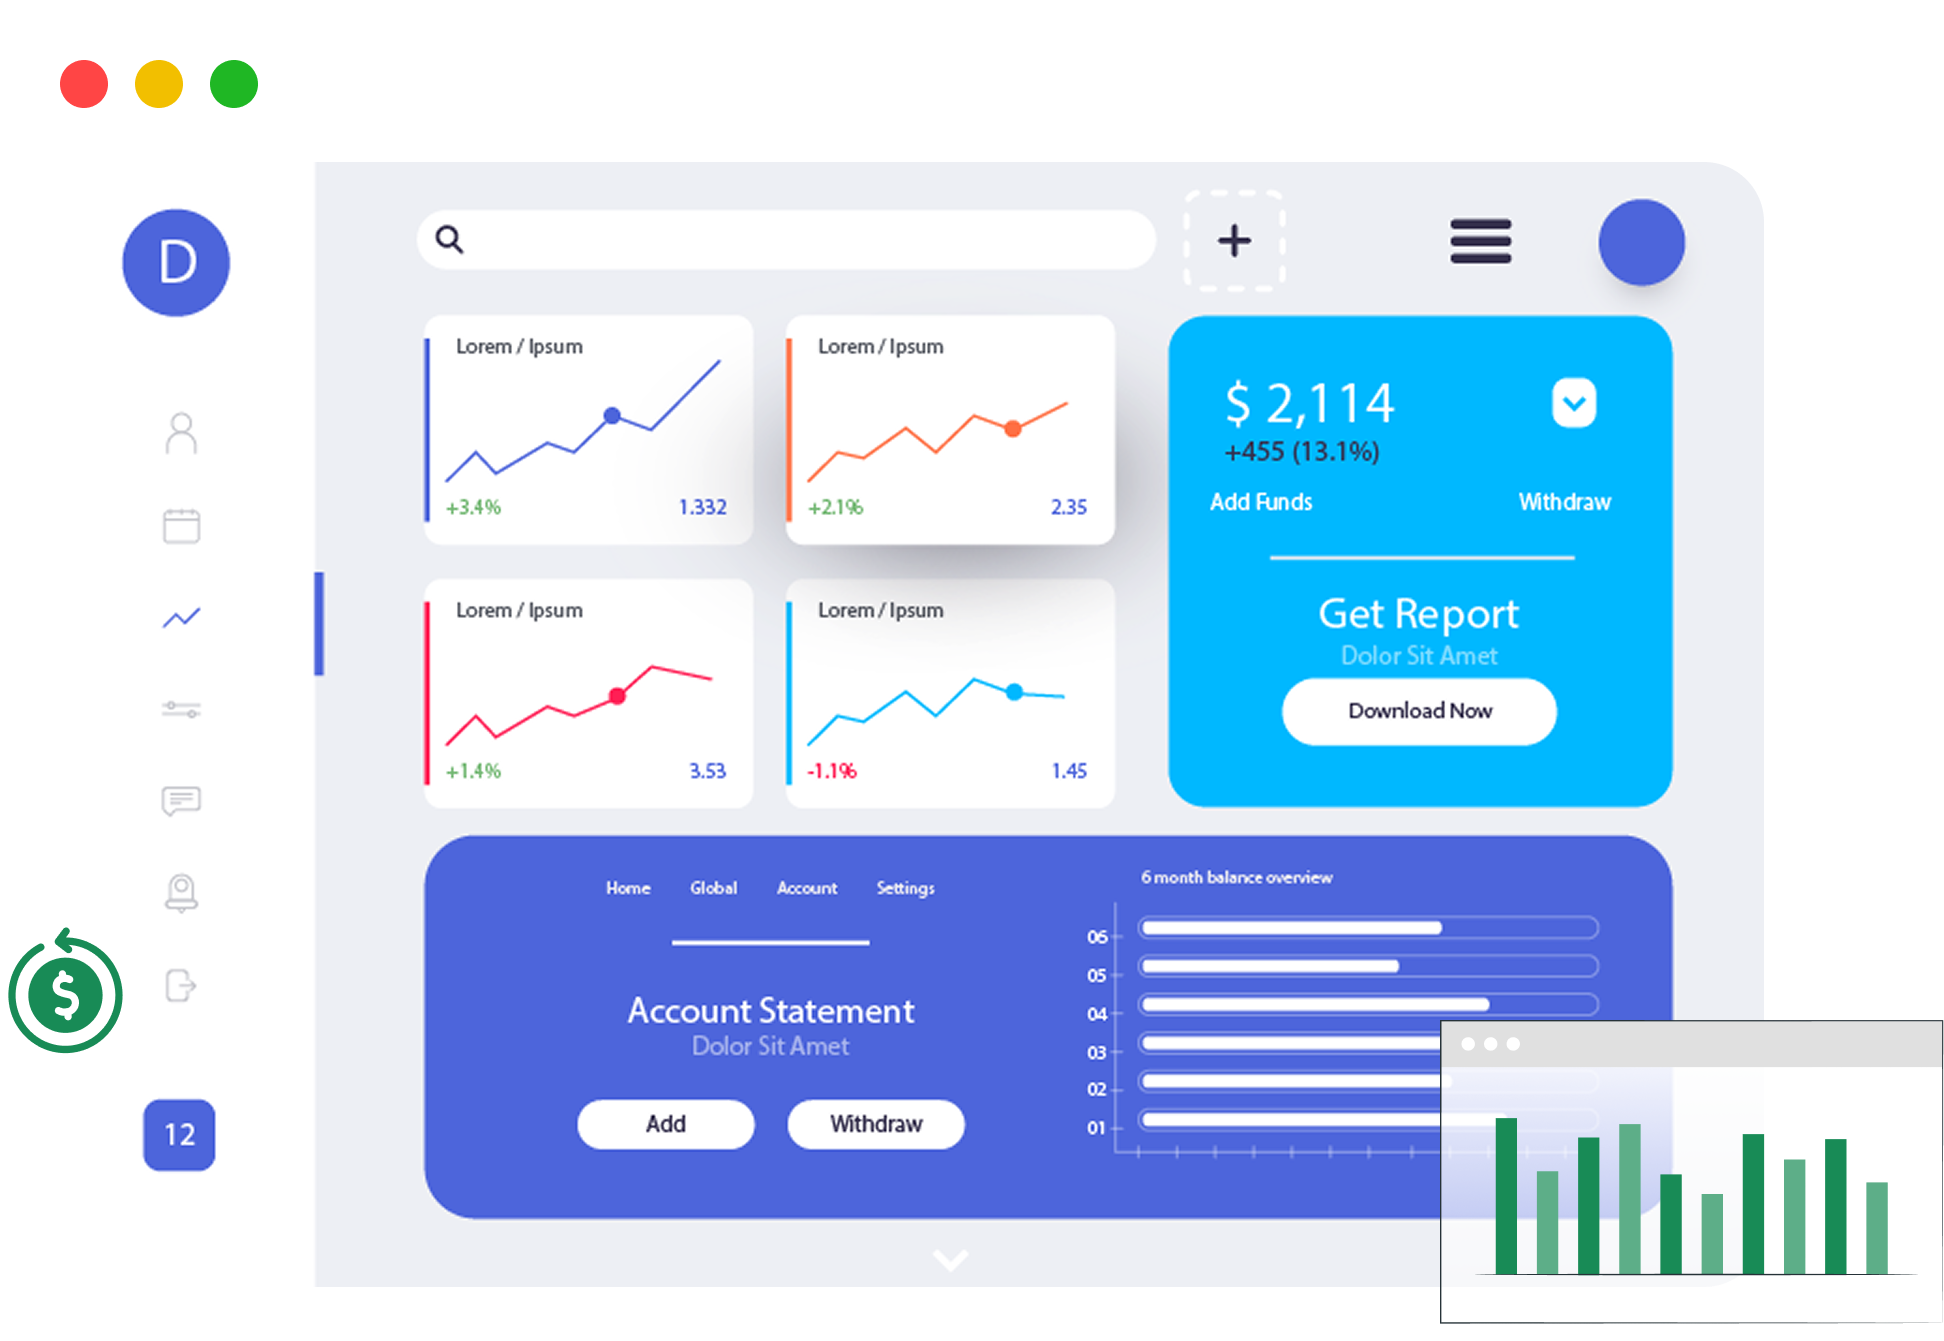 D
Lorem / Ipsum
+3.4%
1.332
Lorem / Ipsum
+2.1%
2.35
$ 2,114
+455 (13.1%)
Add Funds
Withdraw
Get Report
Dolor Sit Amet
Download Now
Lorem / Ipsum
+1.4%
3.53
Lorem / Ipsum
-1.1%
1.45
Home
Global
Account
Settings
Account Statement
Dolor Sit Amet
Add
Withdraw
6 month balance overview
06
05
04
03
02
01
$
12